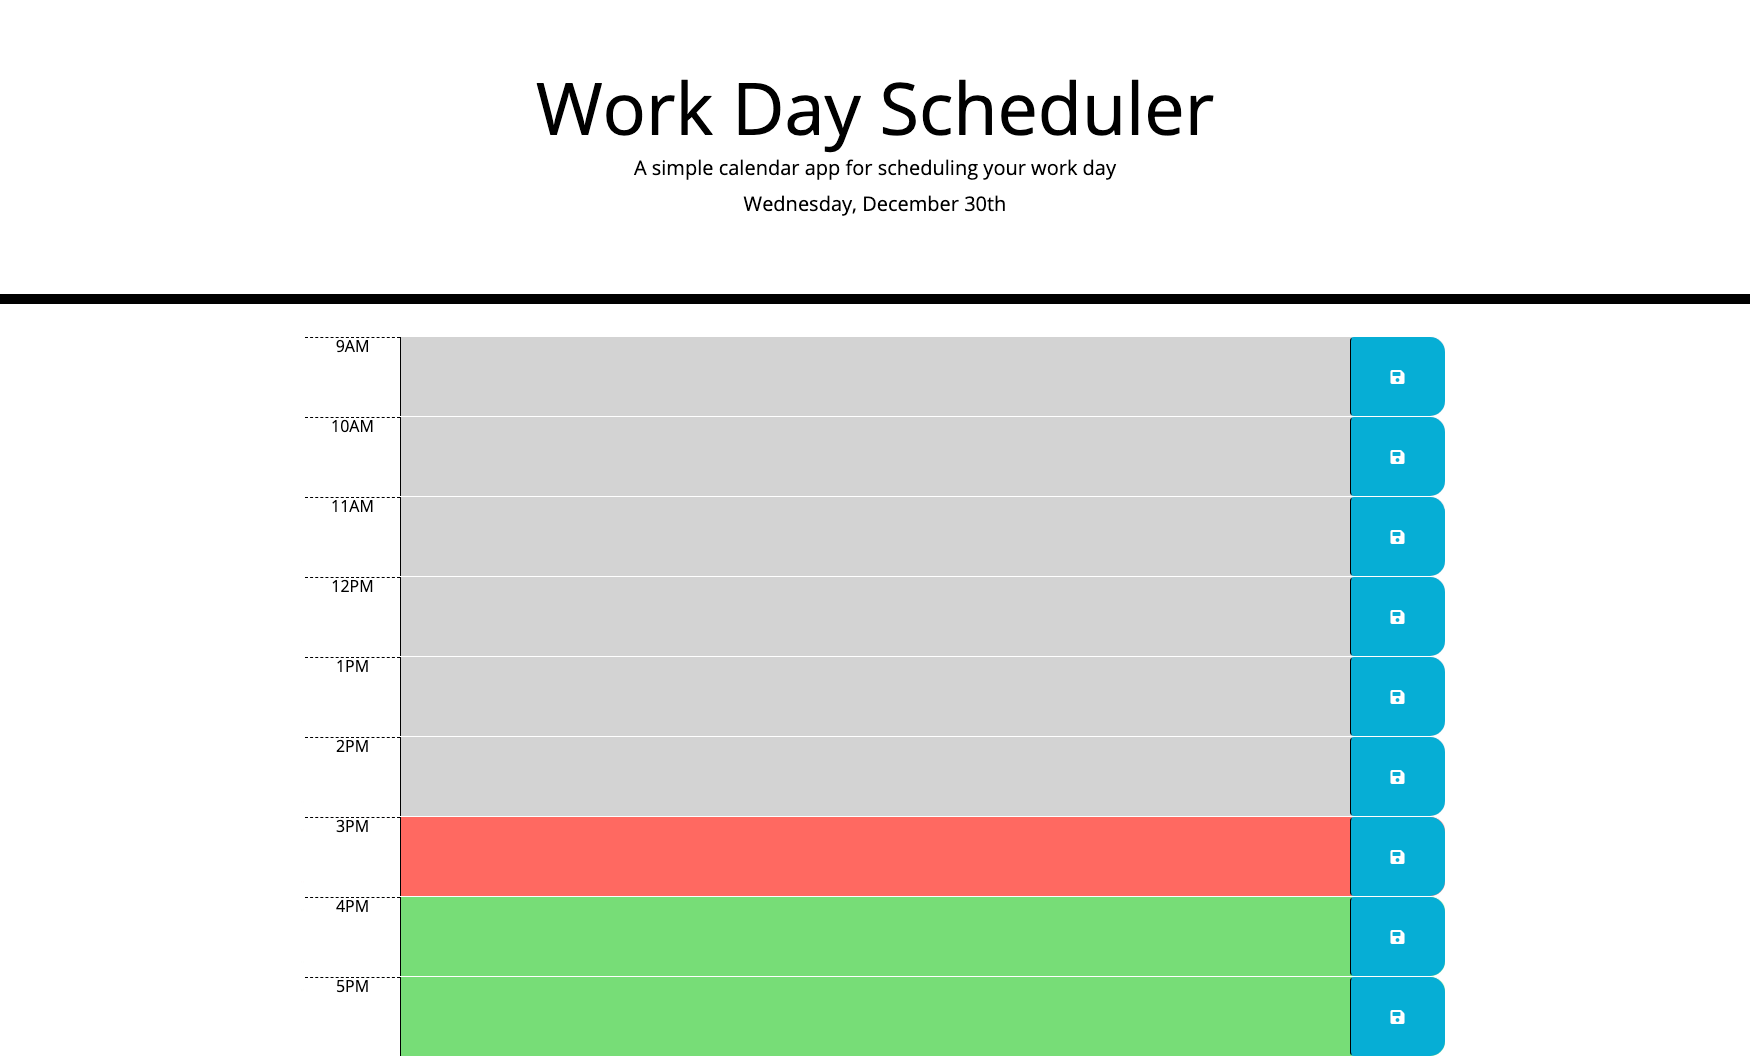 Work Day Scheduler
A simple calendar app for scheduling your work day
Wednesday, December 30th
9AM
10AM
11AM
12PM
1PM
2PM
3PM
4PM
5PM